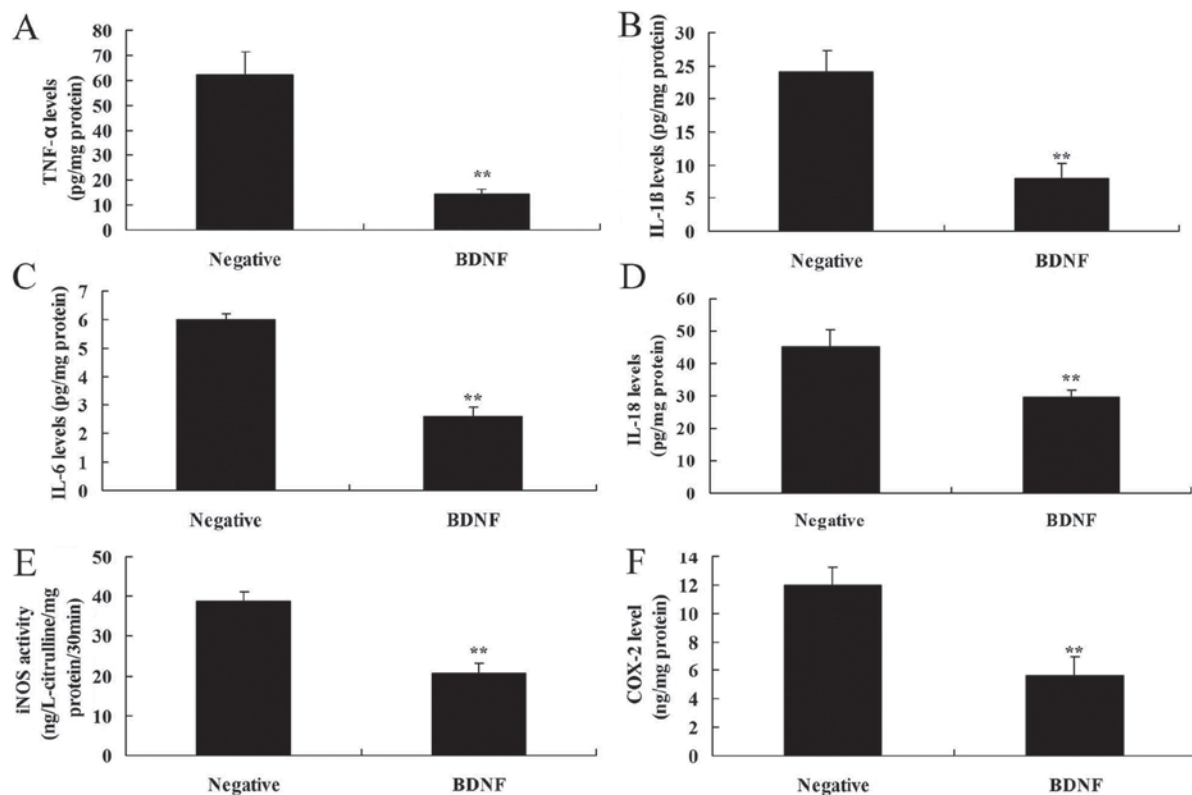 A
TNF-α levels
(pg/mg protein)
80
70
60
50
40
30
20
10
0
**
Negative
BDNF
B
IL-1ß levels (pg/mg protein)
30
25
20
15
10
5
0
**
Negative
BDNF
C
IL-6 levels (pg/mg protein)
7
6
5
4
3
2
1
0
**
Negative
BDNF
D
IL-18 levels
(pg/mg protein)
60
50
40
30
20
10
0
**
Negative
BDNF
E
iNOS activity
(ng/L-citrulline/mg
protein/30min)
50
40
30
20
10
0
**
Negative
BDNF
F
COX-2 level
(ng/mg protein)
14
12
10
8
6
4
2
0
**
Negative
BDNF